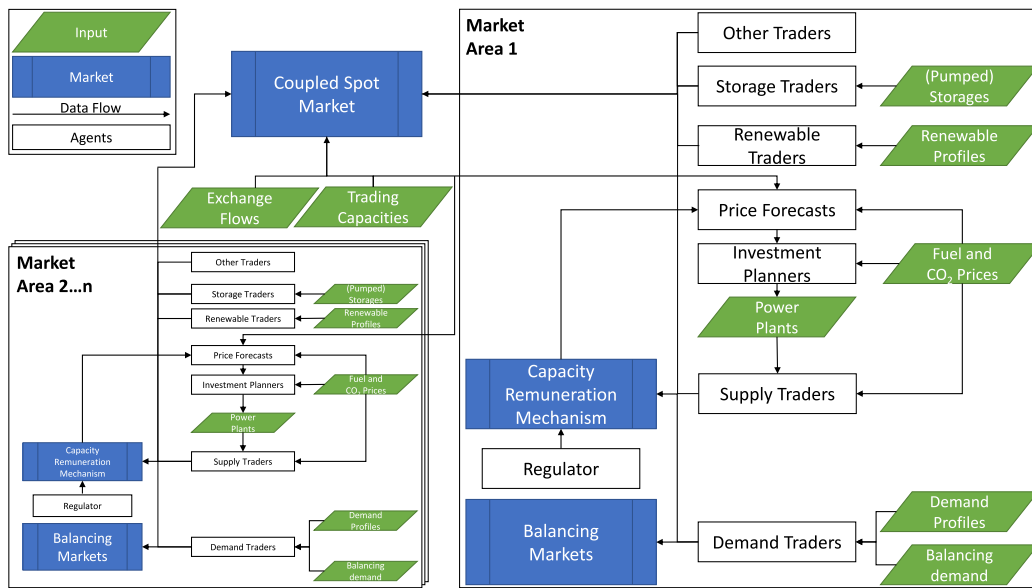 Input
Market
Data Flow
Agents
Coupled Spot
Market
Exchange
Flows
Trading
Capacities
Market
Area 1
Other Traders
Storage Traders
(Pumped)
Storages
Renewable
Traders
Renewable
Profiles
Price Forecasts
Investment
Planners
Fuel and
CO₂ Prices
Power
Plants
Capacity
Remuneration
Mechanism
Supply Traders
Regulator
Balancing
Markets
Demand Traders
Demand
Profiles
Balancing
demand
Market
Area 2...n
Other Traders
Storage Traders
(Pumped)
Storages
Renewable Traders
Renewable
Profiles
Price Forecasts
Investment Planners
Fuel and
CO₂ Prices
Power
Plants
Capacity
Remuneration
Mechanism
Supply Traders
Regulator
Balancing
Markets
Demand Traders
Demand
Profiles
Balancing
demand